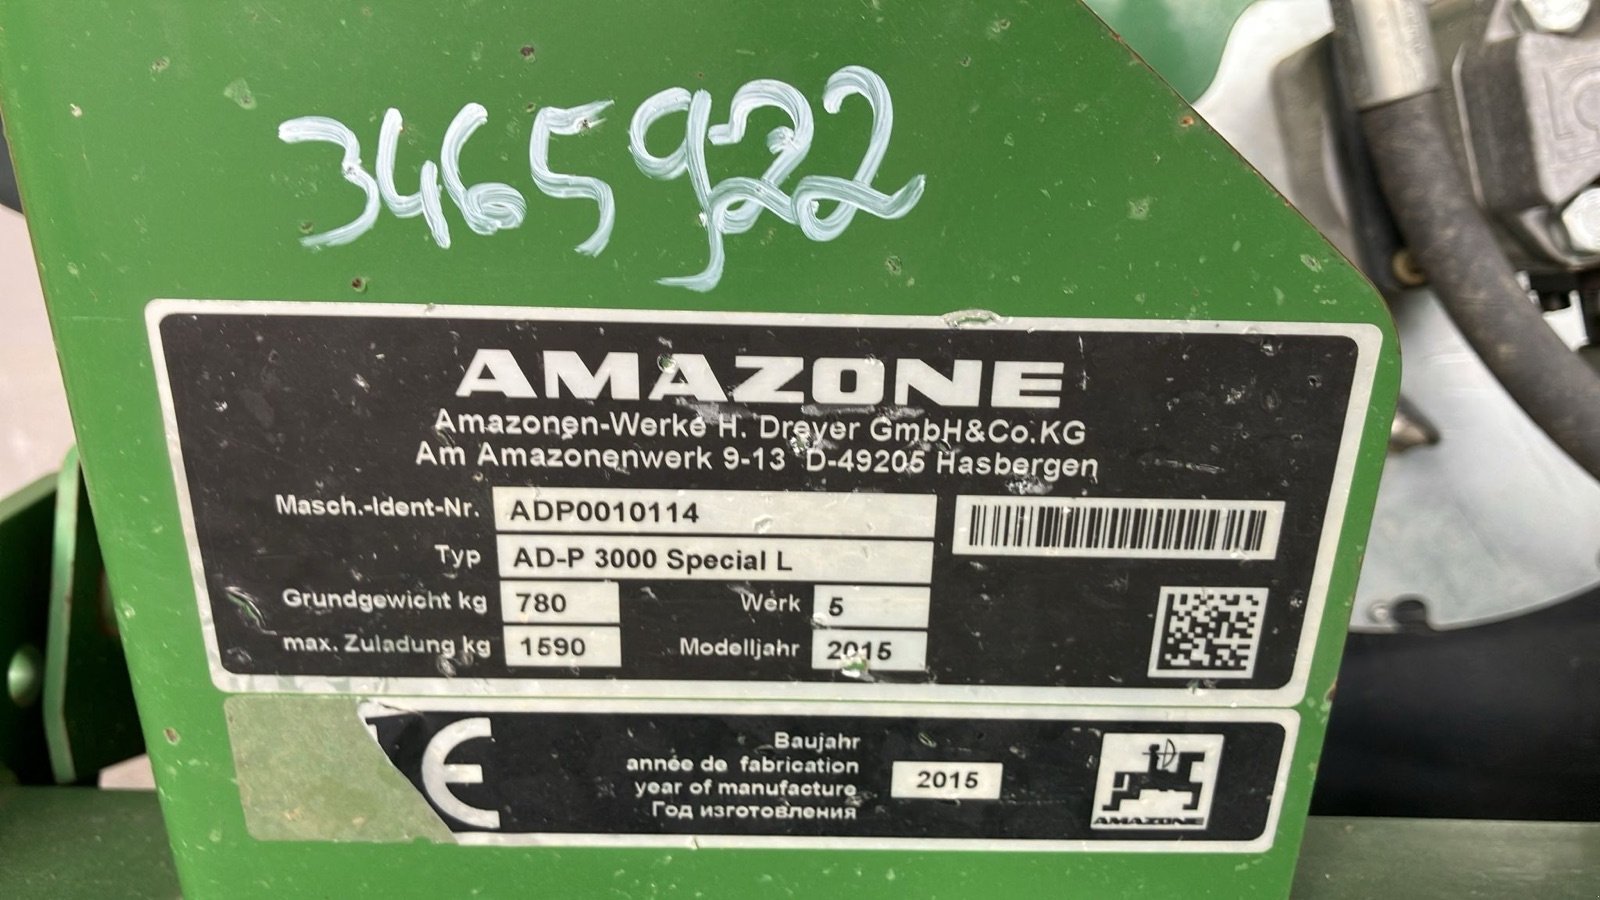 3465922
AMAZONE
Amazonen-Werke H. Dreyer GmbH&Co.KG
Am Amazonenwerk 9-13 D-49205 Hasbergen
Masch.-Ident-Nr. ADP0010114
Typ AD-P 3000 Special L
Grundgewicht kg 780 Werk 5
max. Zuladung kg 1590 Modelljahr 2015
CE
Baujahr
année de fabrication
year of manufacture 2015
Год изготовления
AMAZONE